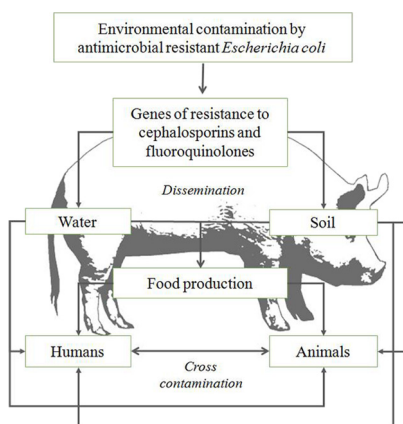 Environmental contamination by
antimicrobial resistant Escherichia coli
Genes of resistance to
cephalosporins and
fluoroquinolones
Dissemination
Water
Soil
Food production
Humans
Animals
Cross
contamination